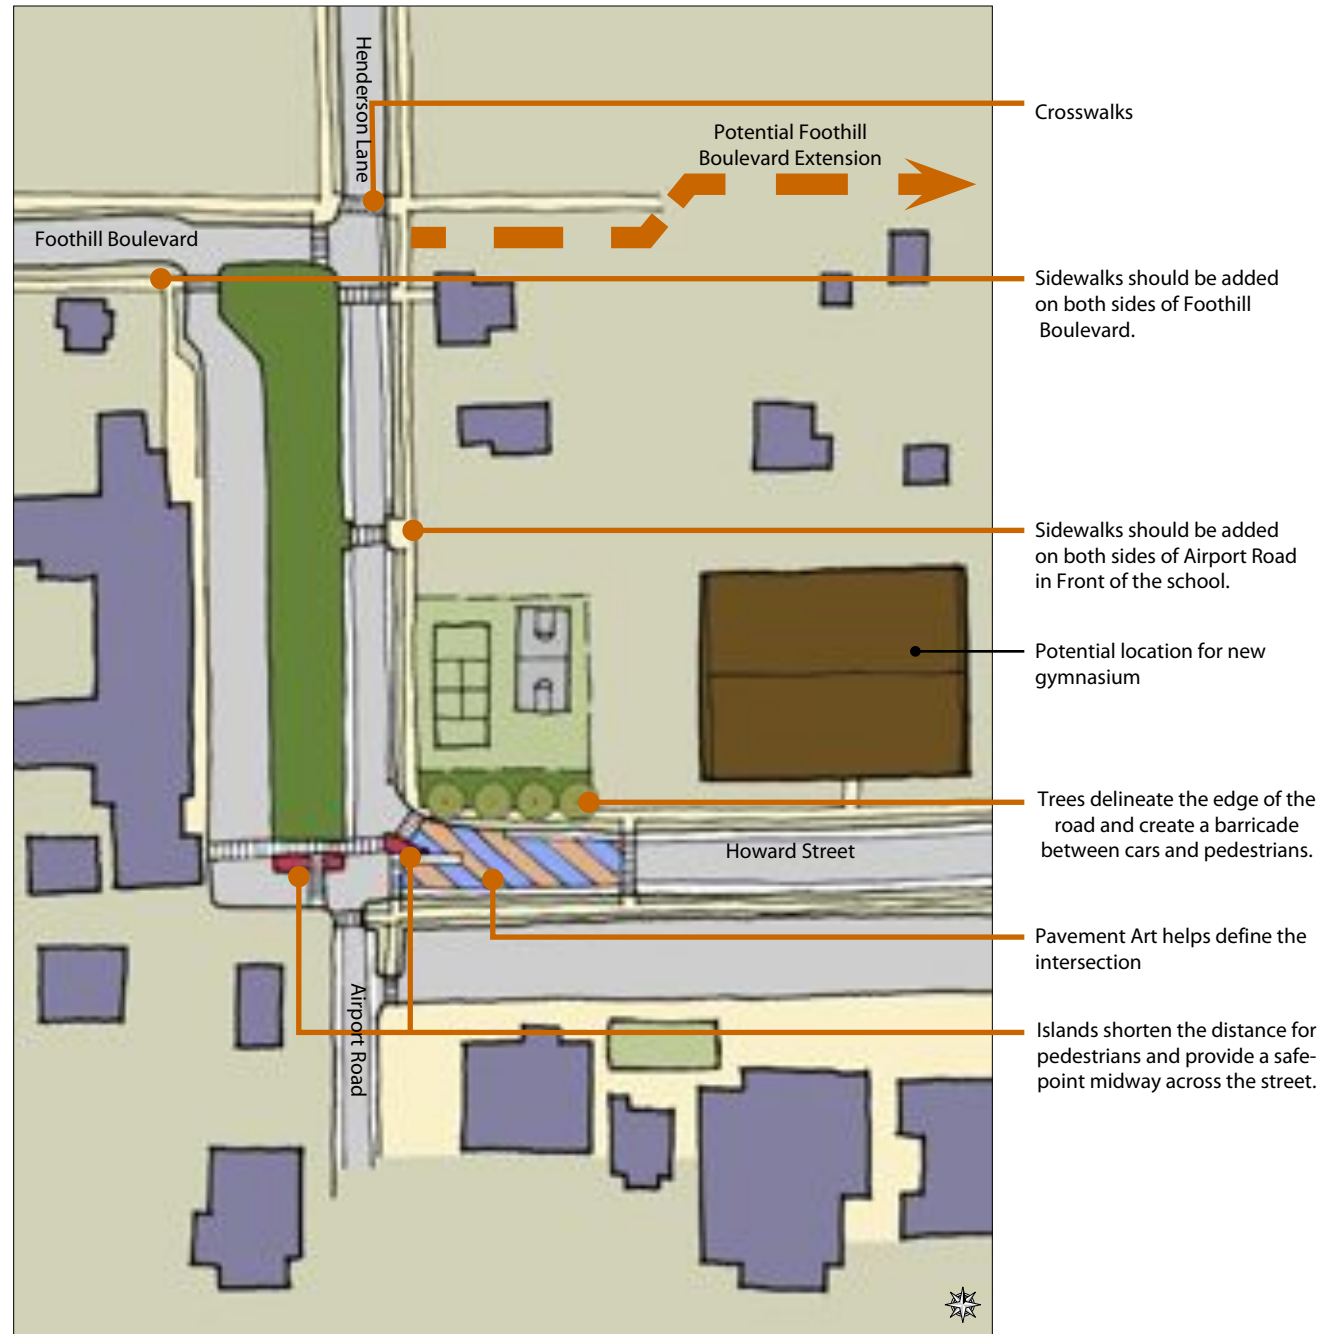 Henderson Lane
Crosswalks
Potential Foothill
Boulevard Extension
Foothill Boulevard
Sidewalks should be added
on both sides of Foothill
Boulevard.
Sidewalks should be added
on both sides of Airport Road
in Front of the school.
Potential location for new
gymnasium
Trees delineate the edge of the
road and create a barricade
between cars and pedestrians.
Howard Street
Pavement Art helps define the
intersection
Airport Road
Islands shorten the distance for
pedestrians and provide a safe-
point midway across the street.